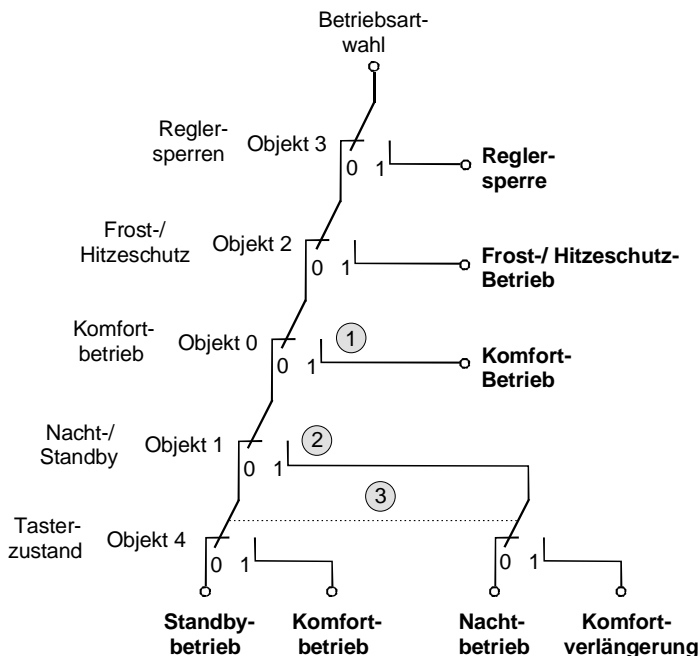 Betriebsart-
wahl
Regler-
sperren
Objekt 3
0 1
Regler-
sperre
Frost-/
Hitzeschutz
Objekt 2
0 1
Frost-/ Hitzeschutz-
Betrieb
Komfort-
betrieb
Objekt 0
0 1
1
Komfort-
Betrieb
Nacht-/
Standby
Objekt 1
0 1
2
3
Taster-
zustand
Objekt 4
0 1
0 1
Standby-
betrieb
Komfort-
betrieb
Nacht-
betrieb
Komfort-
verlängerung